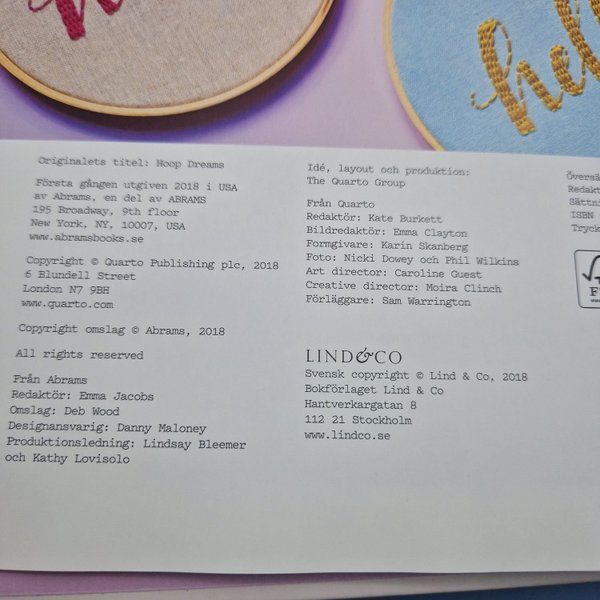 h
hel
Originalets titel: Hoop Dreams
Första gången utgiven 2018 i USA
av Abrams, en del av ABRAMS
195 Broadway, 9th floor
New York, NY, 10007, USA
www.abramsbooks.se
Copyright © Quarto Publishing plc, 2018
6 Blundell Street
London N7 9BH
www.quarto.com
Copyright omslag © Abrams, 2018
All rights reserved
Från Abrams
Redaktör: Emma Jacobs
Omslag: Deb Wood
Designansvarig: Danny Maloney
Produktionsledning: Lindsay Bleemer
och Kathy Lovisolo
Idé, layout och produktion:
The Quarto Group
Från Quarto
Redaktör: Kate Burkett
Bildredaktör: Emma Clayton
Formgivare: Karin Skanberg
Foto: Nicki Dowey och Phil Wilkins
Art director: Caroline Guest
Creative director: Moira Clinch
Förläggare: Sam Warrington
LIND&CO
Svensk copyright © Lind & Co, 2018
Bokförlaget Lind & Co
Hantverkargatan 8
112 21 Stockholm
www.lindco.se
Översä
Redakt
Sättni
ISBN
Tryck
F